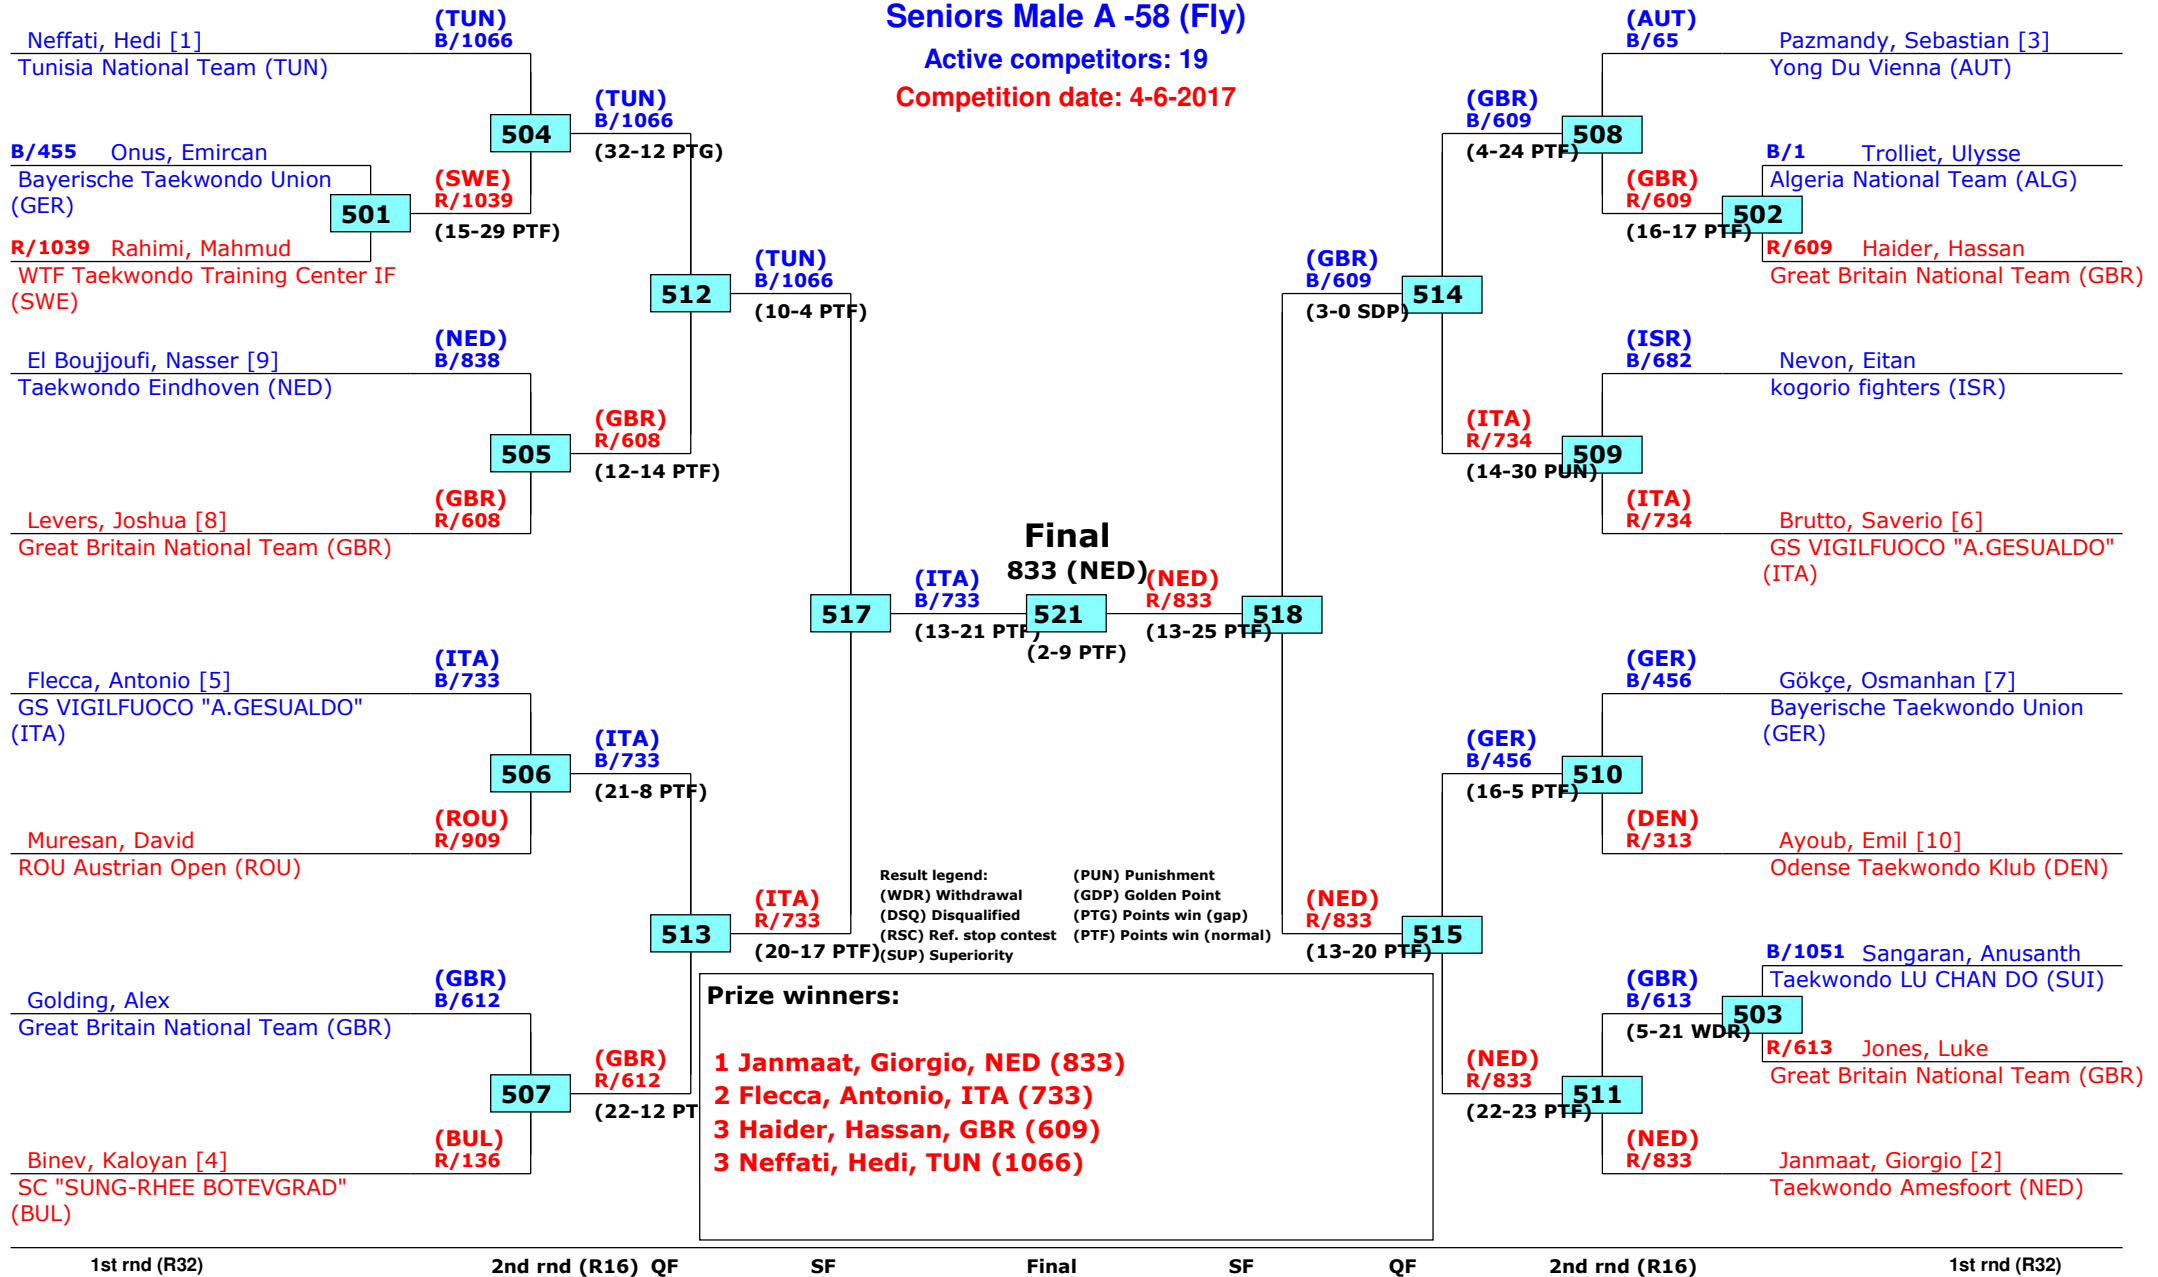 Seniors Male A -58 (Fly)
Active competitors: 19
Competition date: 4-6-2017
Neffati, Hedi [1]
Tunisia National Team (TUN)
(TUN)
B/1066
B/455 Onus, Emircan
Bayerische Taekwondo Union
(GER)
501
R/1039 Rahimi, Mahmud
WTF Taekwondo Training Center IF
(SWE)
(SWE)
R/1039
(15-29 PTF)
504
(TUN)
B/1066
(32-12 PTG)
El Boujjoufi, Nasser [9]
Taekwondo Eindhoven (NED)
(NED)
B/838
505
(GBR)
R/608
(12-14 PTF)
Levers, Joshua [8]
Great Britain National Team (GBR)
(GBR)
R/608
512
(TUN)
B/1066
(10-4 PTF)
Flecca, Antonio [5]
GS VIGILFUOCO "A.GESUALDO"
(ITA)
(ITA)
B/733
506
(ITA)
B/733
(21-8 PTF)
Muresan, David
ROU Austrian Open (ROU)
(ROU)
R/909
513
(ITA)
R/733
(20-17 PTF)
Golding, Alex
Great Britain National Team (GBR)
(GBR)
B/612
507
(GBR)
R/612
(22-12 PT
Binev, Kaloyan [4]
SC "SUNG-RHEE BOTEVGRAD"
(BUL)
(BUL)
R/136
517
(ITA)
B/733
(13-21 PTF)
Final
833 (NED)
521
(2-9 PTF)
(NED)
R/833
(13-25 PTF)
518
(AUT)
B/65
Pazmandy, Sebastian [3]
Yong Du Vienna (AUT)
(GBR)
B/609
(4-24 PTF)
508
B/1 Trolliet, Ulysse
Algeria National Team (ALG)
(GBR)
R/609
(16-17 PTF)
502
R/609 Haider, Hassan
Great Britain National Team (GBR)
(GBR)
B/609
(3-0 SDP)
514
(ISR)
B/682
Nevon, Eitan
kogorio fighters (ISR)
(ITA)
R/734
(14-30 PUN)
509
(ITA)
R/734
Brutto, Saverio [6]
GS VIGILFUOCO "A.GESUALDO"
(ITA)
(GER)
B/456
Gökçe, Osmanhan [7]
Bayerische Taekwondo Union
(GER)
(GER)
B/456
(16-5 PTF)
510
(DEN)
R/313
Ayoub, Emil [10]
Odense Taekwondo Klub (DEN)
(NED)
R/833
(13-20 PTF)
515
B/1051 Sangaran, Anusanth
Taekwondo LU CHAN DO (SUI)
(GBR)
B/613
(5-21 WDR)
503
R/613 Jones, Luke
Great Britain National Team (GBR)
(NED)
R/833
(22-23 PTF)
511
(NED)
R/833
Janmaat, Giorgio [2]
Taekwondo Amesfoort (NED)
Result legend: (PUN) Punishment
(WDR) Withdrawal (GDP) Golden Point
(DSQ) Disqualified (PTG) Points win (gap)
(RSC) Ref. stop contest (PTF) Points win (normal)
(SUP) Superiority
Prize winners:
1 Janmaat, Giorgio, NED (833)
2 Flecca, Antonio, ITA (733)
3 Haider, Hassan, GBR (609)
3 Neffati, Hedi, TUN (1066)
1st rnd (R32) 2nd rnd (R16) QF SF Final SF QF 2nd rnd (R16) 1st rnd (R32)